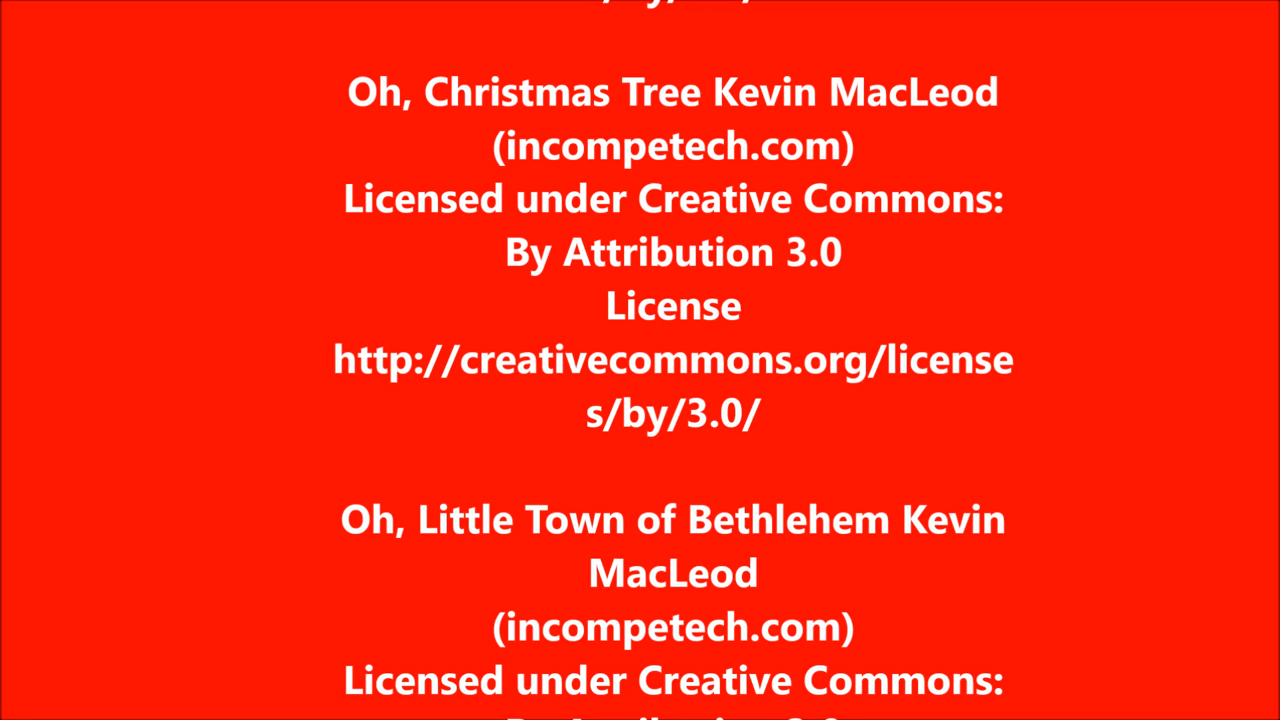 Oh, Christmas Tree Kevin MacLeod
(incompetech.com)
Licensed under Creative Commons:
By Attribution 3.0
License
http://creativecommons.org/license
s/by/3.0/
Oh, Little Town of Bethlehem Kevin
MacLeod
(incompetech.com)
Licensed under Creative Commons: